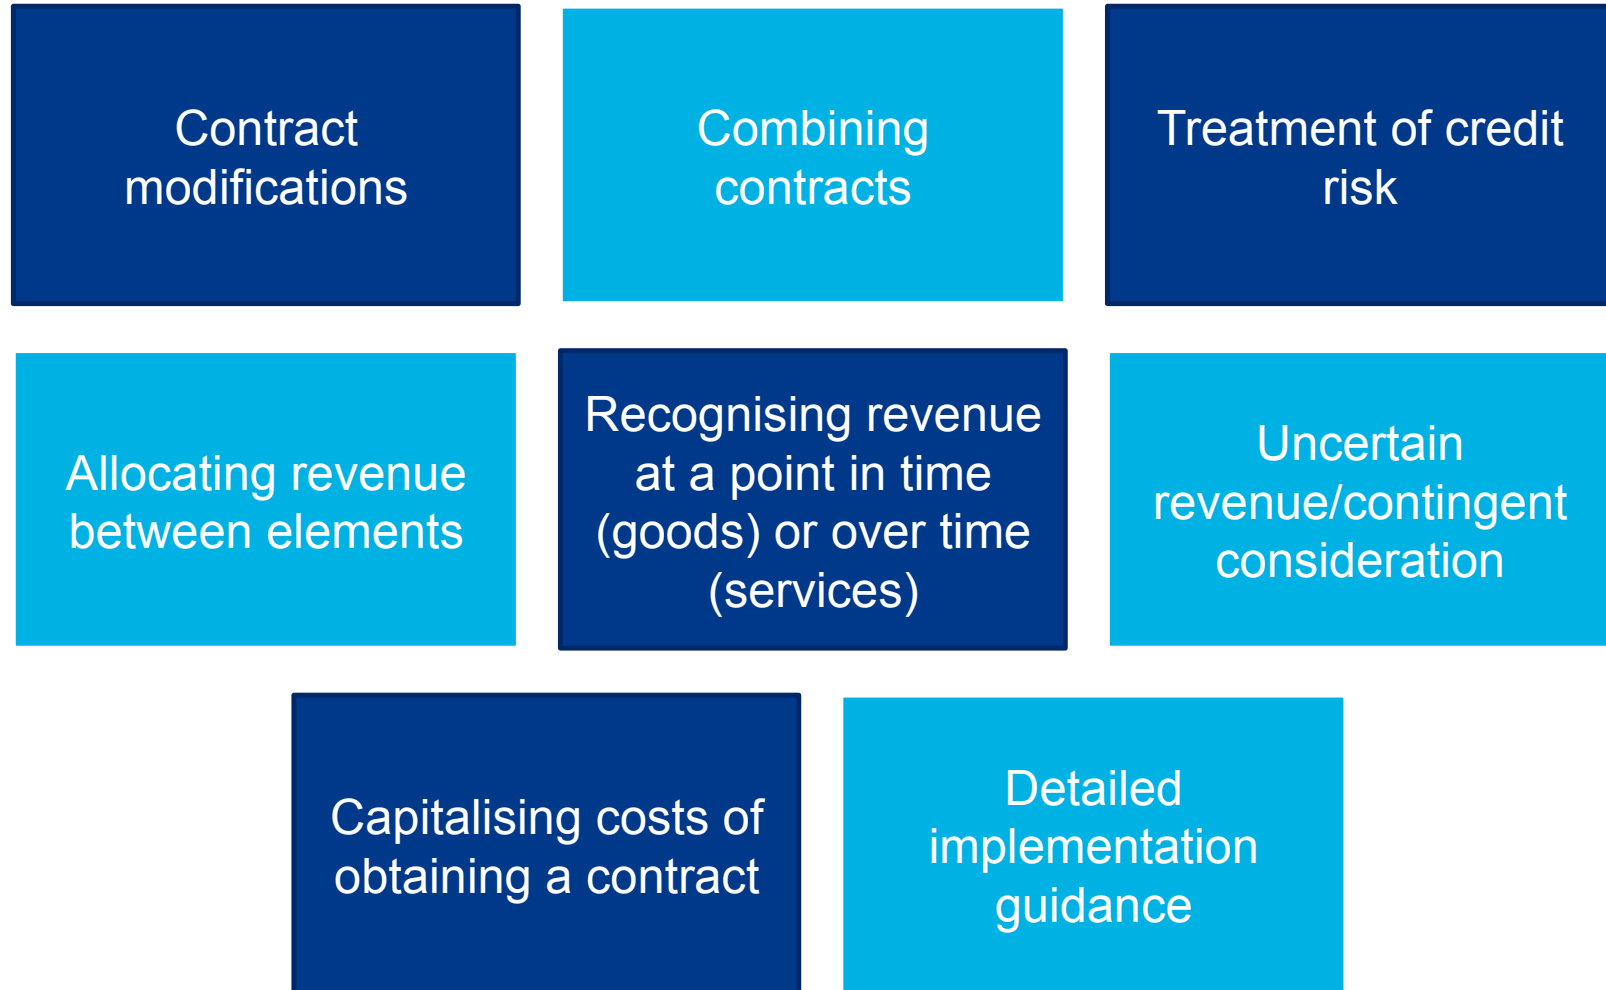 Contract
modifications
Combining
contracts
Treatment of credit
risk
Allocating revenue
between elements
Recognising revenue
at a point in time
(goods) or over time
(services)
Uncertain
revenue/contingent
consideration
Capitalising costs of
obtaining a contract
Detailed
implementation
guidance